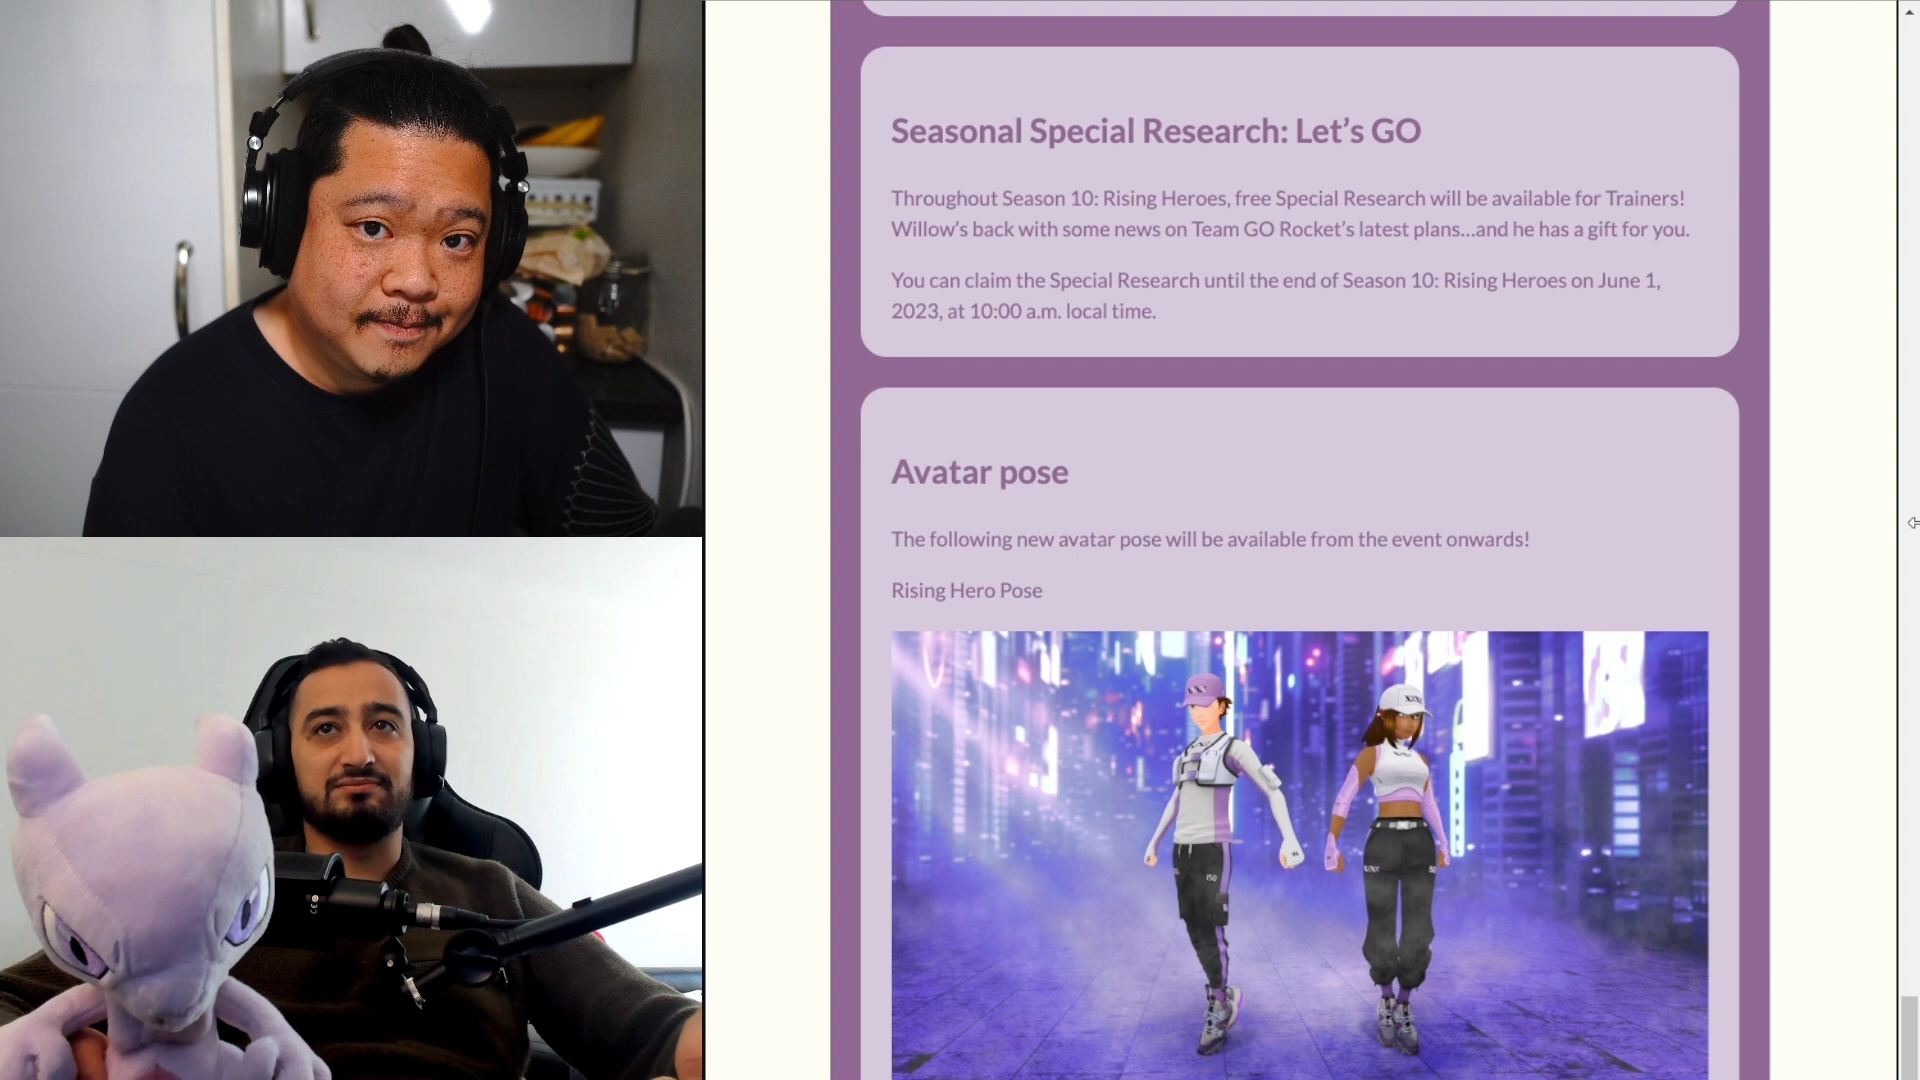 Seasonal Special Research: Let’s GO
Throughout Season 10: Rising Heroes, free Special Research will be available for Trainers!
Willow’s back with some news on Team GO Rocket’s latest plans…and he has a gift for you.
You can claim the Special Research until the end of Season 10: Rising Heroes on June 1,
2023, at 10:00 a.m. local time.
Avatar pose
The following new avatar pose will be available from the event onwards!
Rising Hero Pose